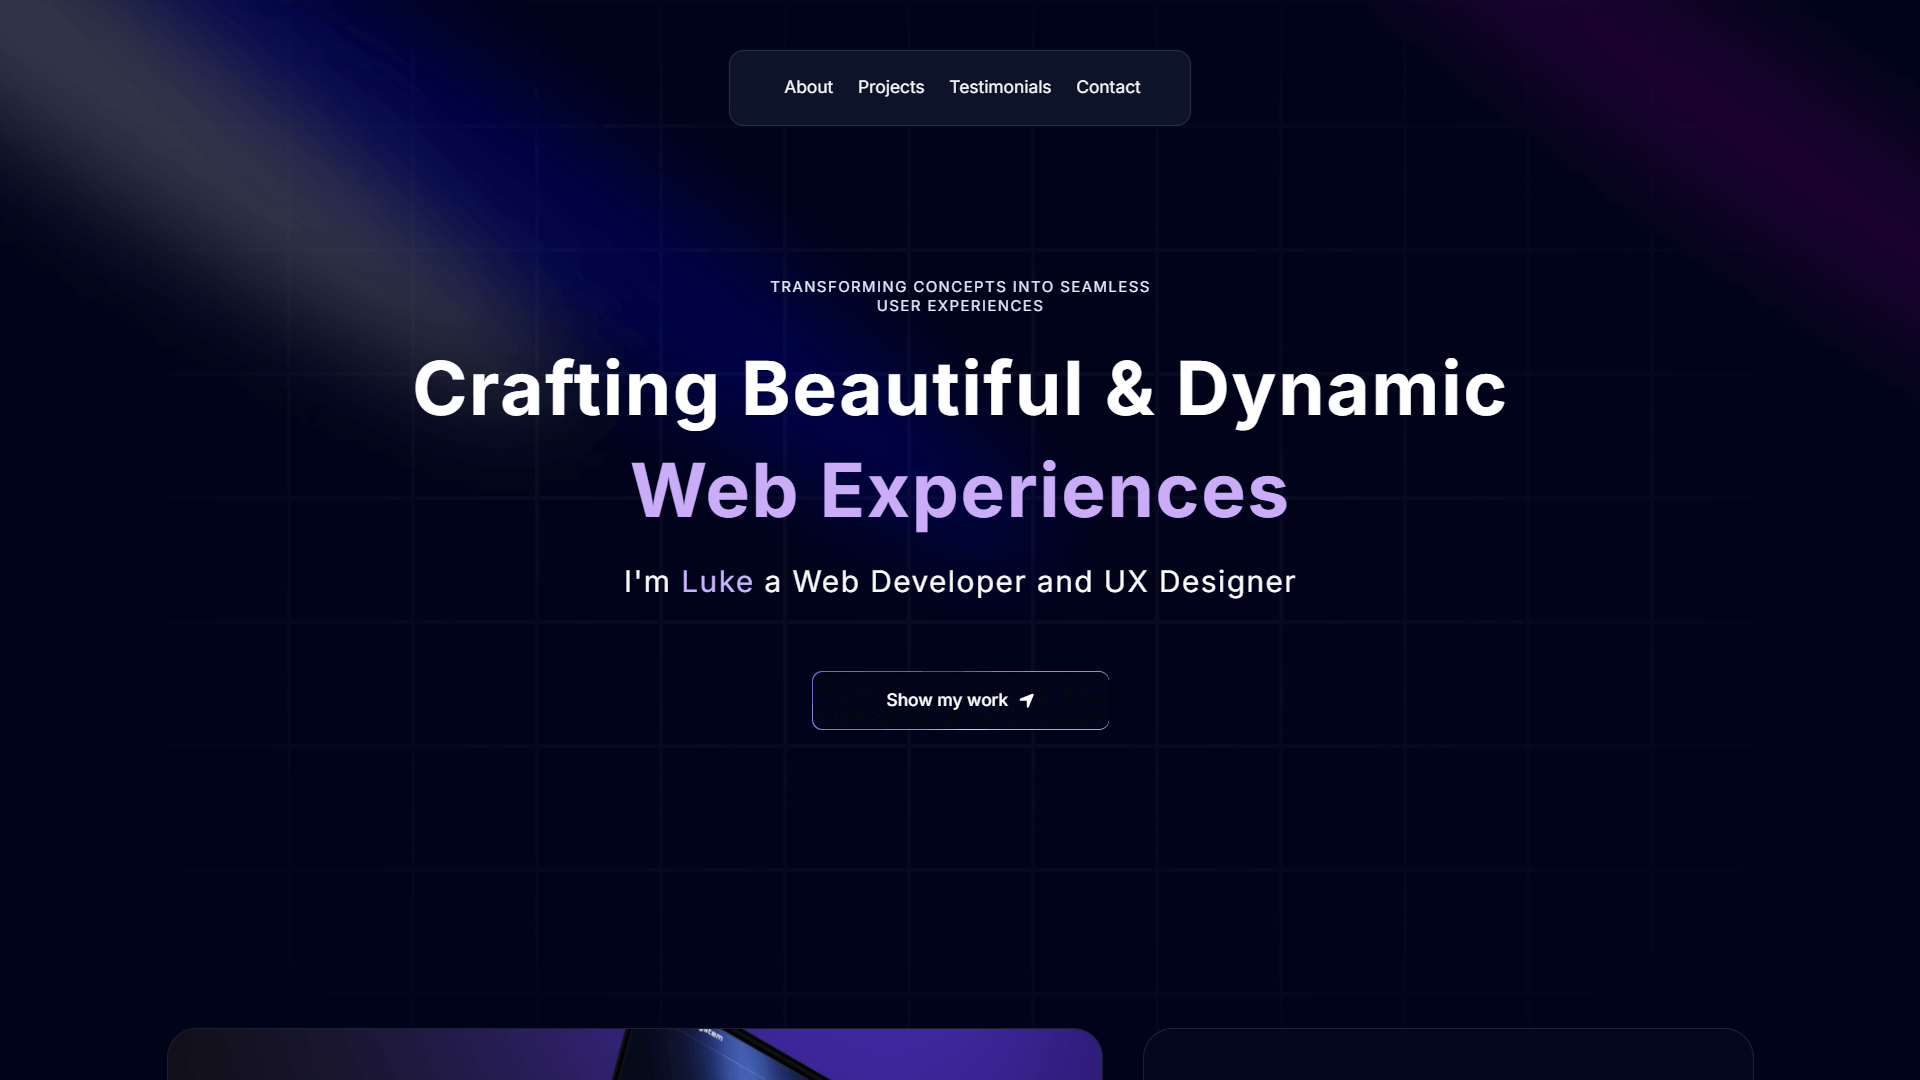 About Projects Testimonials Contact
TRANSFORMING CONCEPTS INTO SEAMLESS
USER EXPERIENCES
Crafting Beautiful & Dynamic
Web Experiences
I'm Luke a Web Developer and UX Designer
Show my work